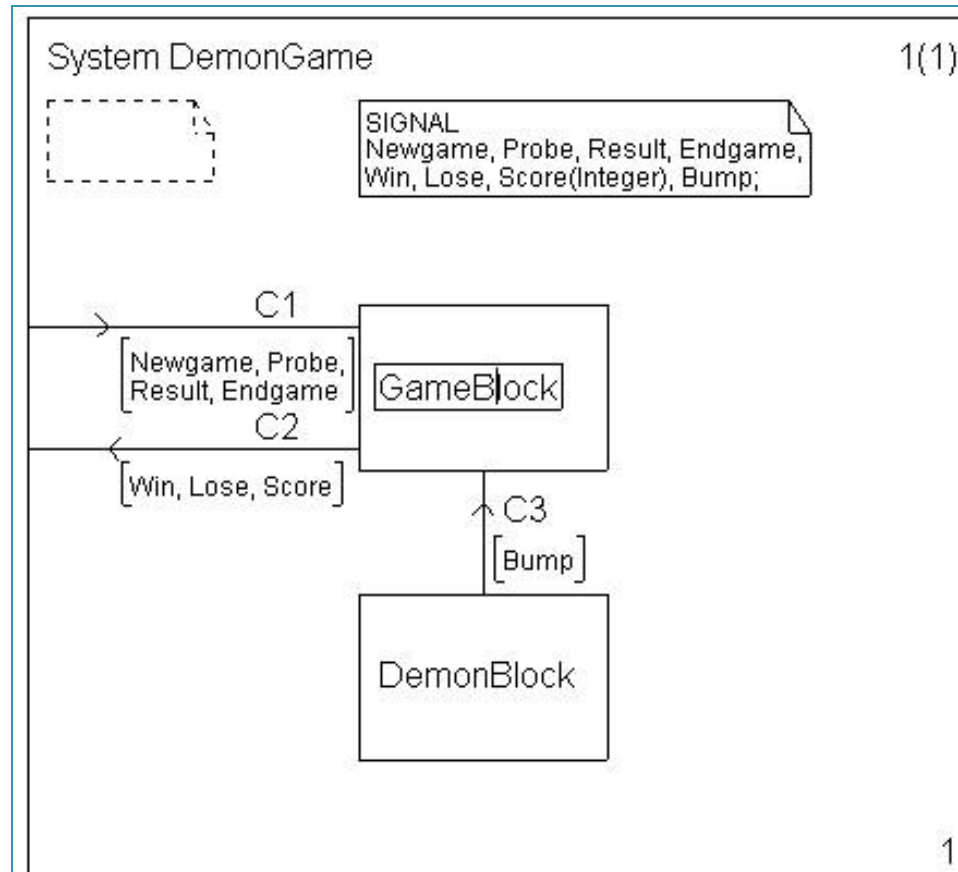 System DemonGame
1(1)
SIGNAL
Newgame, Probe, Result, Endgame,
Win, Lose, Score(Integer), Bump;
C1
Newgame, Probe,
Result, Endgame
GameBlock
C2
Win, Lose, Score
C3
Bump
DemonBlock
1